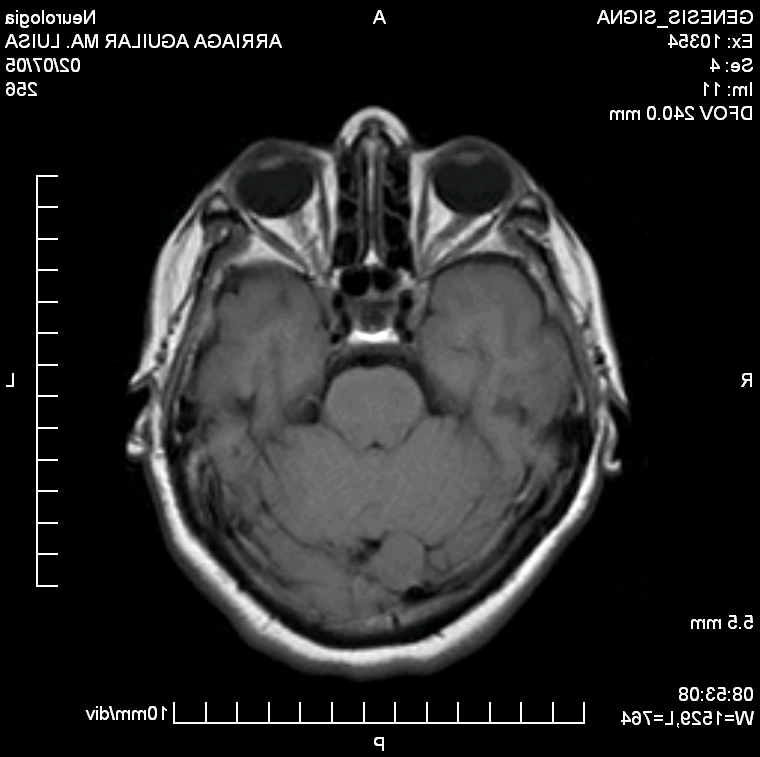 GENESIS_SIGNA
Ex: 10354
Se: 4
Im: 11
DFOV 240.0 mm
A
Neurologia
ARRIAGA AGUILAR MA. LUISA
02/07/05
256
R
L
5.5 mm
08:53:08
W=1529,L=764
10mm/div
P